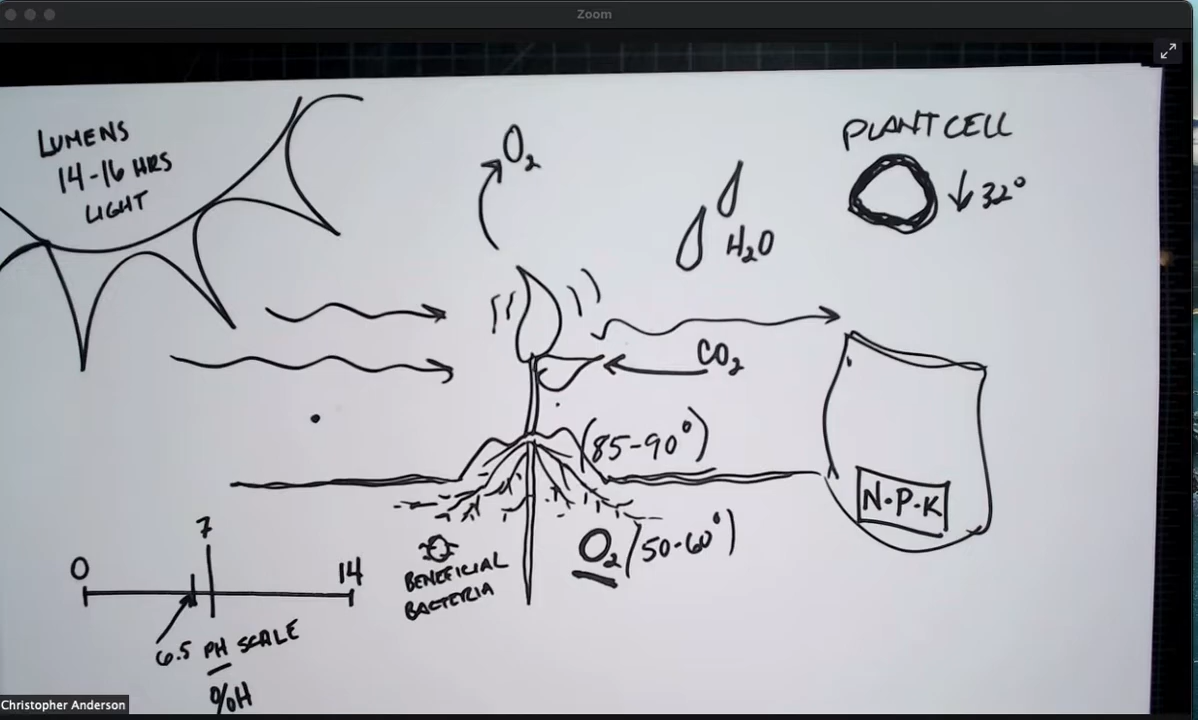 Zoom
LUMENS
14-16 HRS
LIGHT
O₂
H₂O
PLANT CELL
↓32°
CO₂
(85-90°)
N.P.K
O₂ (50-60°)
BENEFICIAL
BACTERIA
0
7
14
6.5 PH SCALE
%H
Christopher Anderson